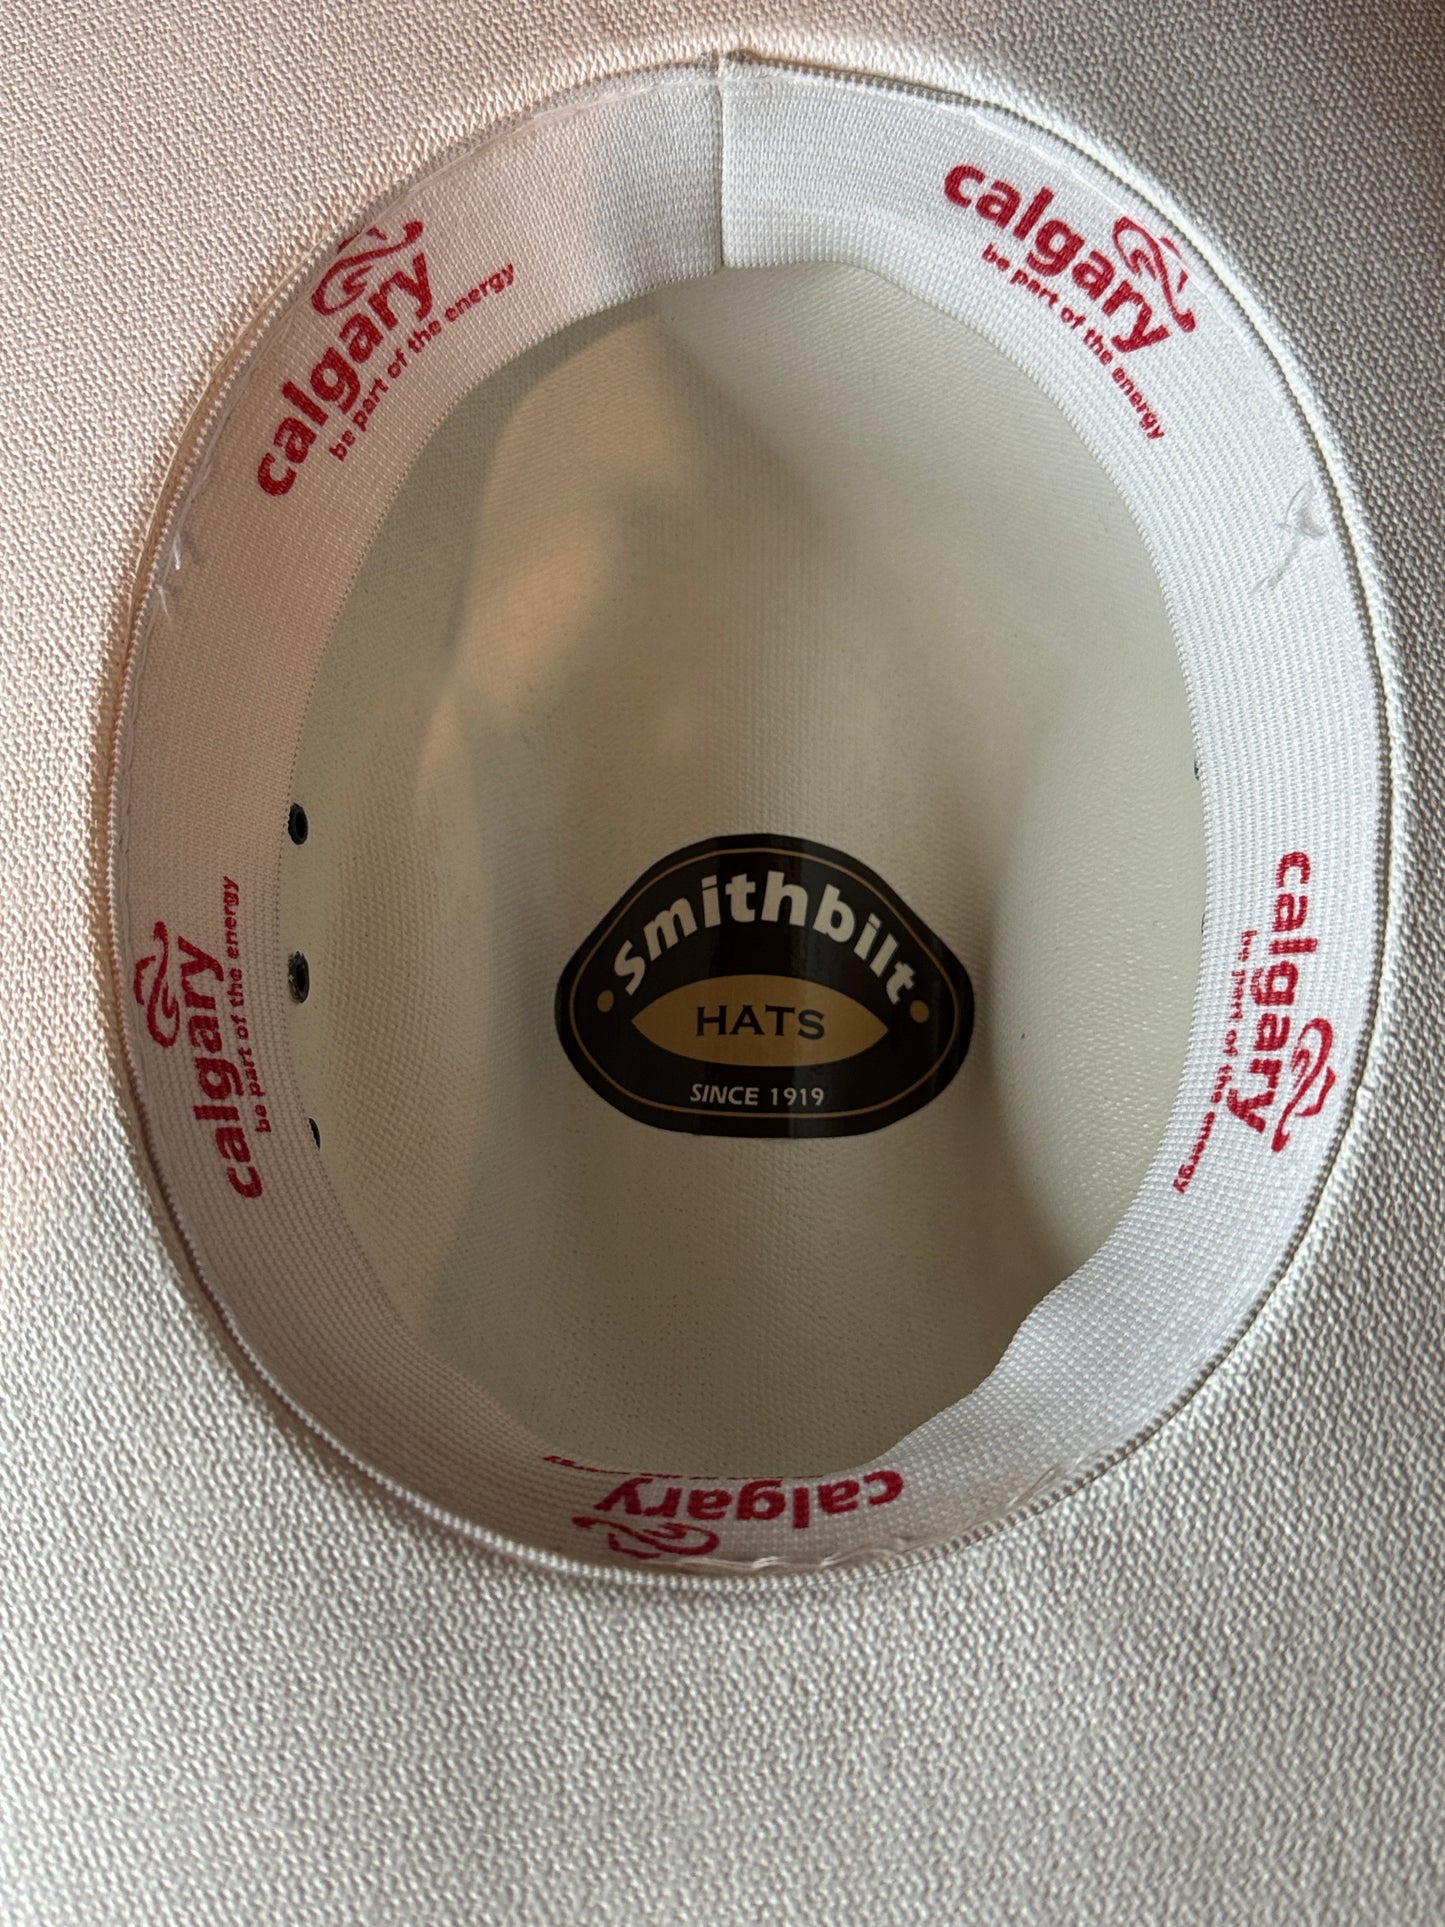 calgary
be part of the energy
calgary
be part of the energy
calgary
be part of the energy
calgary
be part of the energy
smithbilt
HATS
SINCE 1919
calgary